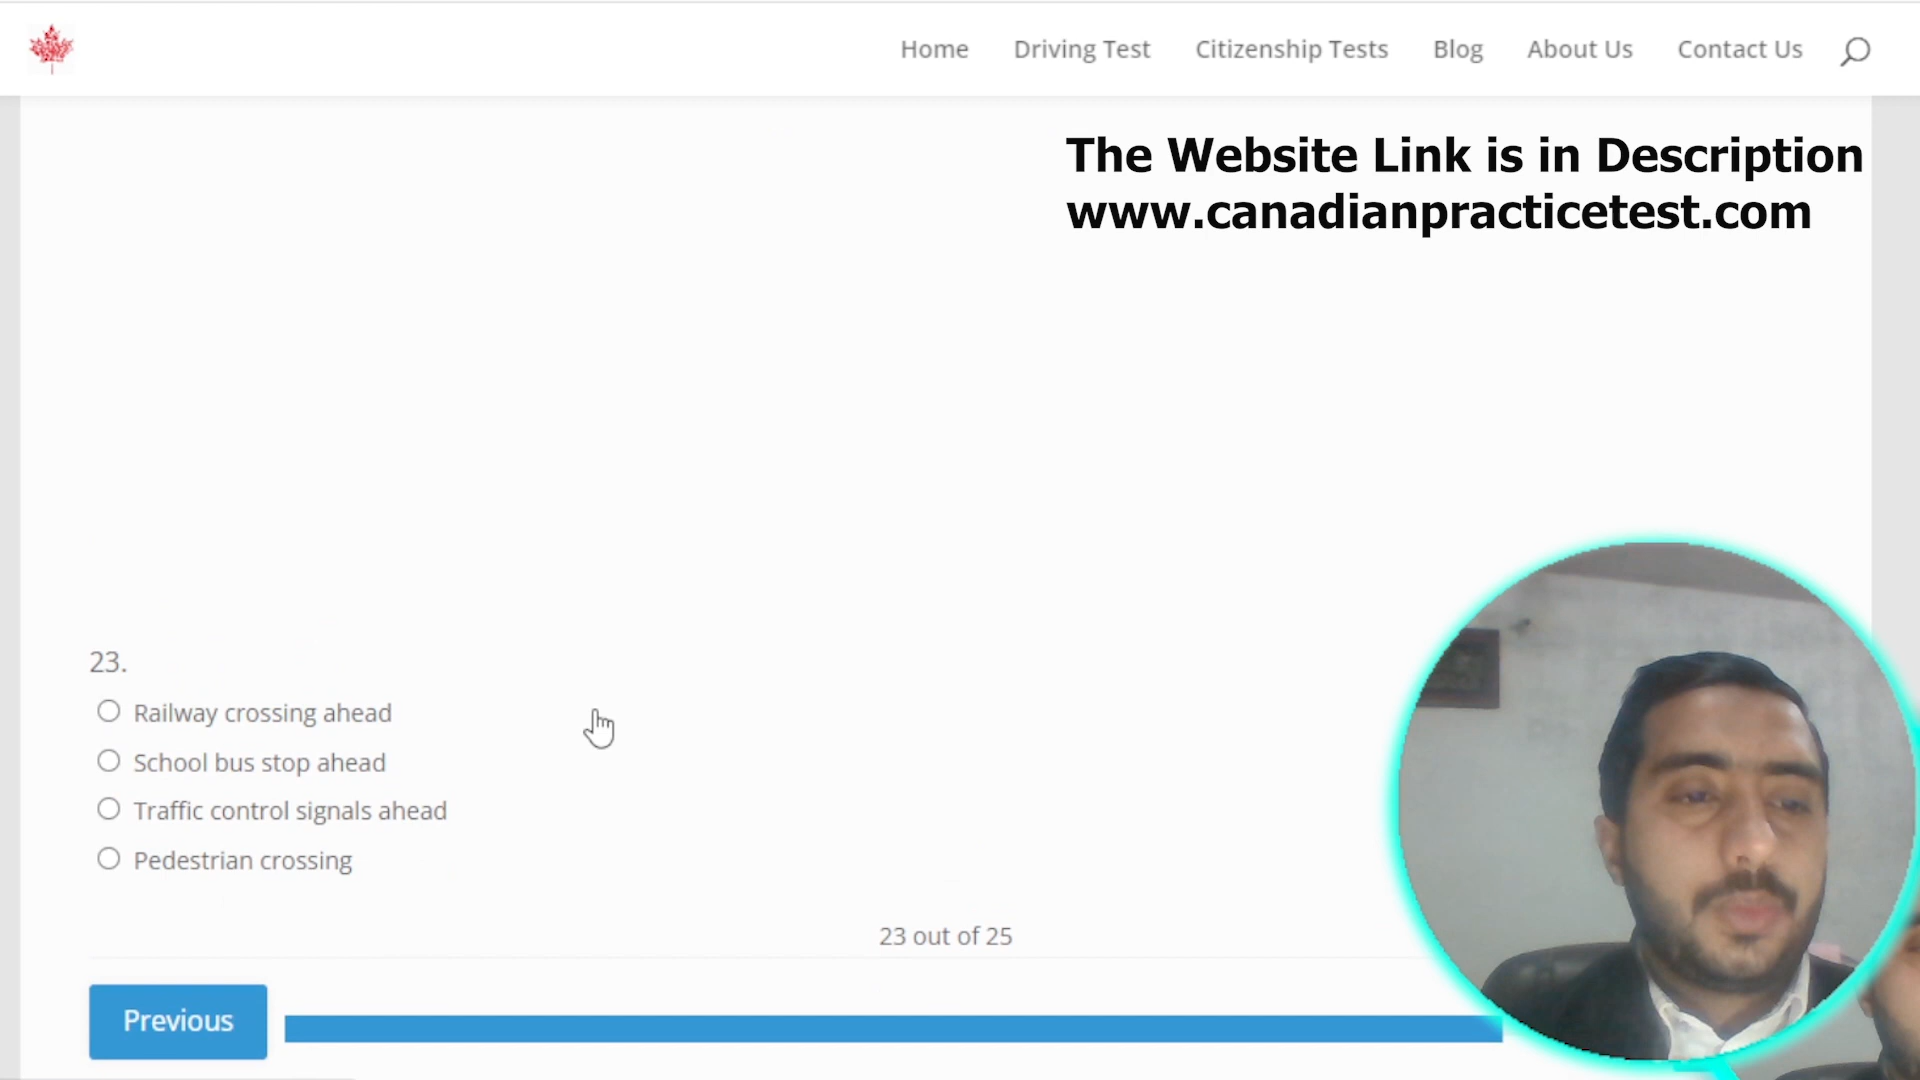 Home Driving Test Citizenship Tests Blog About Us Contact Us
The Website Link is in Description
www.canadianpracticetest.com
23.
Railway crossing ahead
School bus stop ahead
Traffic control signals ahead
Pedestrian crossing
23 out of 25
Previous